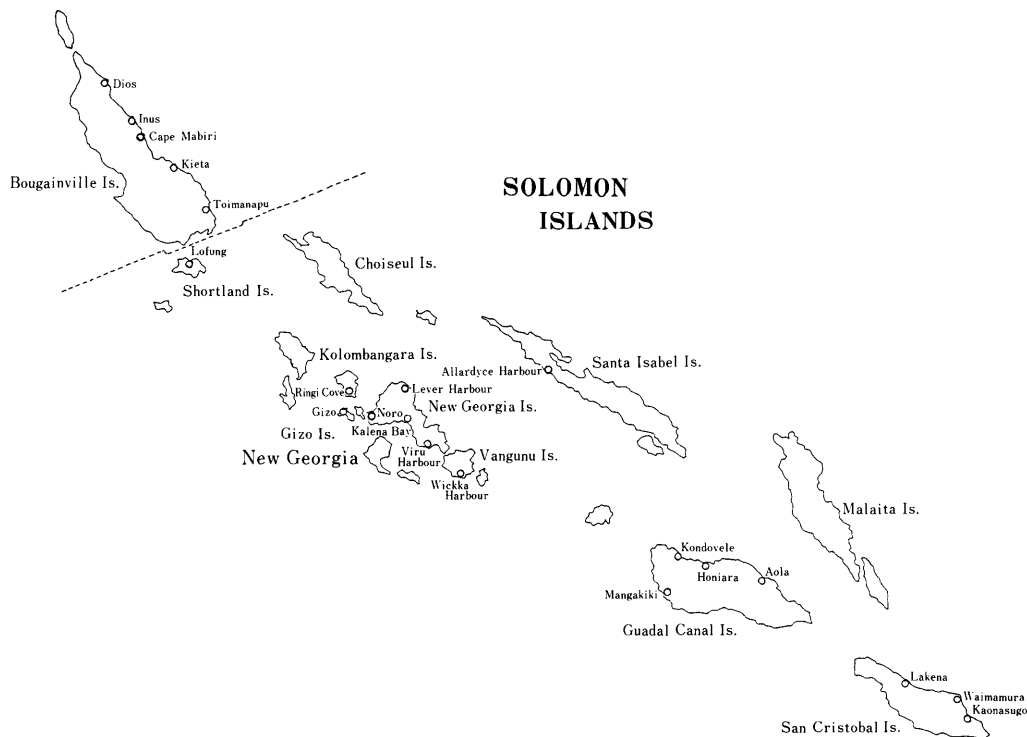 Dios
Inus
Cape Mabiri
Kieta
Bougainville Is.
Toimanapu
SOLOMON
ISLANDS
Lofung
Choiseul Is.
Shortland Is.
Kolombangara Is.
Santa Isabel Is.
Allardyce Harbour
Ringi Cove
Lever Harbour
New Georgia Is.
Gizo
Noro
Gizo Is.
Kalena Bay
New Georgia
Viru
Harbour
Vangunu Is.
Wickka
Harbour
Malaita Is.
Kondovele
Honiara
Aola
Mangakiki
Guadal Canal Is.
Lakena
Waimamura
Kaonasugo
San Cristobal Is.